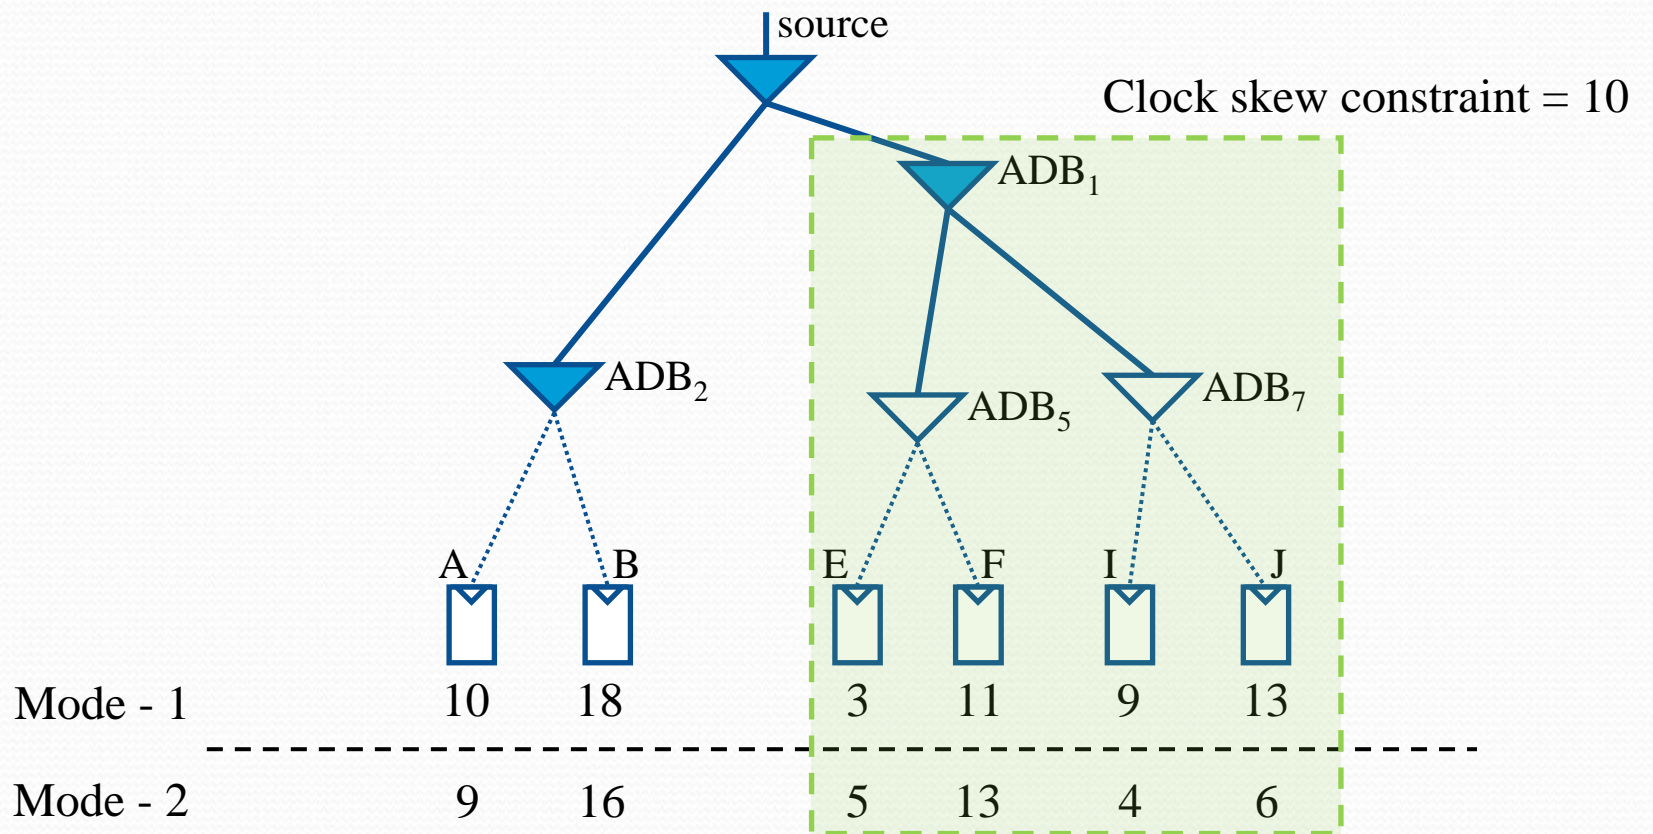 source
Clock skew constraint = 10
ADB1
ADB2
ADB5
ADB7
A B E F I J
Mode - 1 10 18 3 11 9 13
Mode - 2 9 16 5 13 4 6